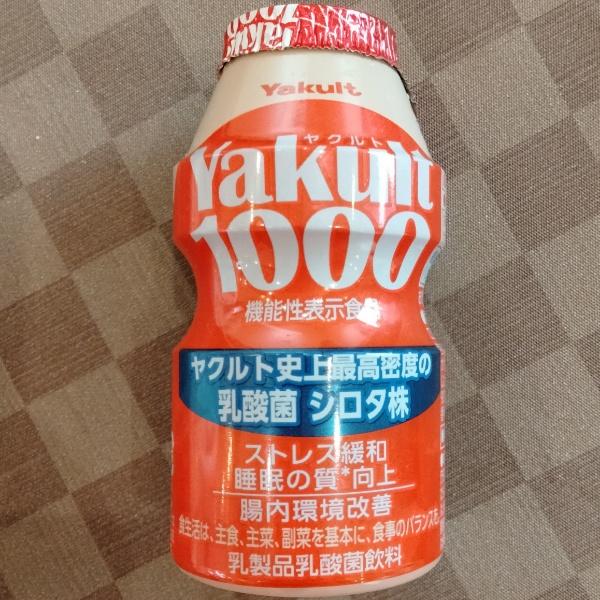 Yakult
ヤクルト
Yakult
1000
機能性表示食品
ヤクルト史上最高密度の
乳酸菌 シロタ株
ストレス緩和
睡眠の質*向上
腸内環境改善
食生活は、主食、主菜、副菜を基本に、食事のバランスを
乳製品乳酸菌飲料